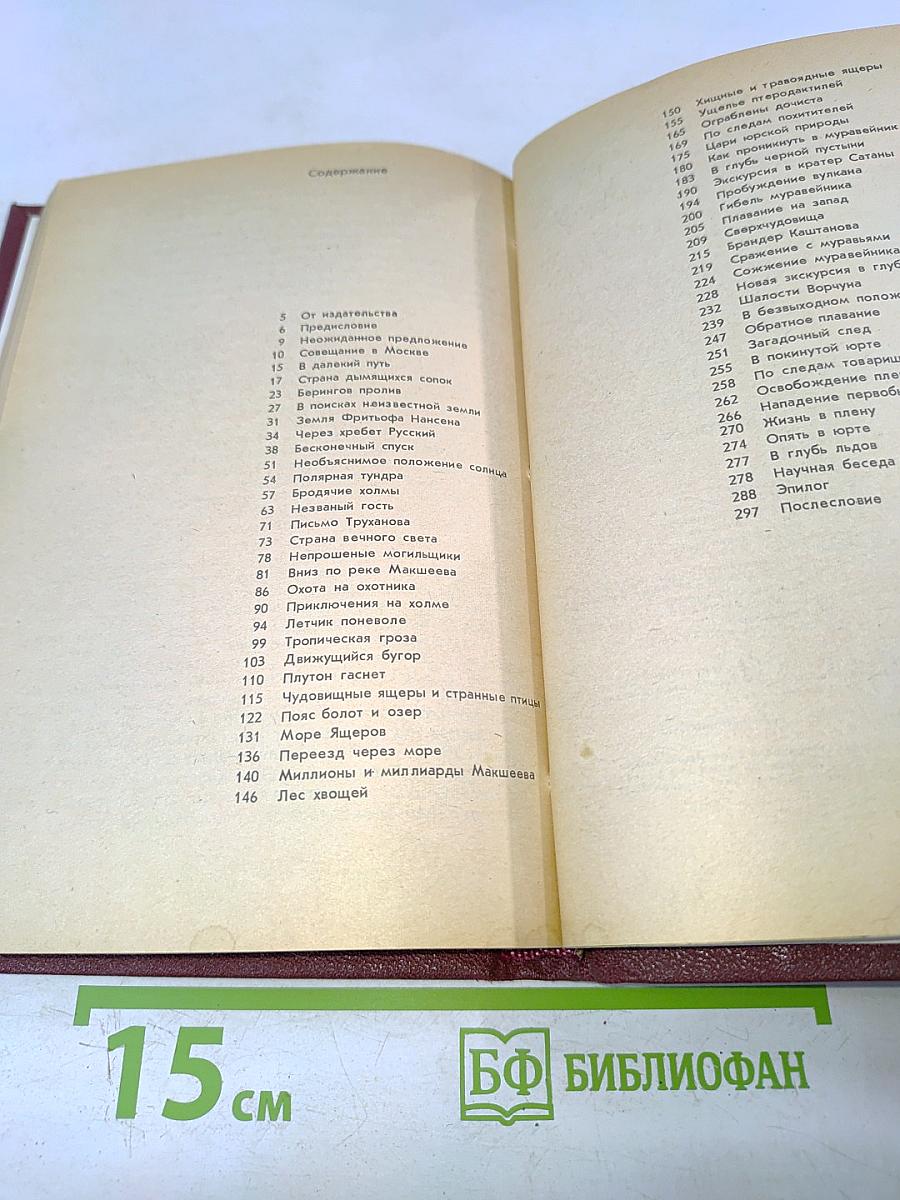 Содержание
5 От издательства
6 Предисловие
9 Неожиданное предложение
10 Совещание в Москве
15 В далекий путь
17 Страна дымящихся сопок
23 Берингов пролив
27 В поисках неизвестной земли
31 Земля Фритьофа Нансена
34 Через хребет Русский
38 Бесконечный спуск
51 Необъяснимое положение солнца
54 Полярная тундра
57 Бродячие холмы
63 Незваный гость
71 Письмо Труханова
73 Страна вечного света
78 Непрошеные могильщики
81 Вниз по реке Макшеева
86 Охота на охотника
90 Приключения на холме
94 Летчик поневоле
99 Тропическая гроза
103 Движущийся бугор
110 Плутон гаснет
115 Чудовищные ящеры и странные птицы
122 Пояс болот и озер
131 Море Ящеров
136 Переезд через море
140 Миллионы и миллиарды Макшеева
146 Лес хвощей
150 Хищные и травоядные ящеры
155 Ущелье птеродактилей
165 Ограблены дочиста
169 По следам похитителей
175 Цари юрской природы
180 Как проникнуть в муравейник
183 В глубь черной пустыни
190 Экскурсия в кратер Сатаны
194 Пробуждение вулкана
200 Гибель муравейника
205 Плавание на запад
209 Сверхчудовища
215 Брандер Каштанова
219 Сражение с муравьями
224 Сожжение муравейника
228 Новая экскурсия в глуб
232 Шалости Ворчуна
239 В безвыходном полож
247 Обратное плавание
251 Загадочный след
255 В покинутой юрте
258 По следам товарищ
262 Освобождение пле
266 Нападение первобы
270 Жизнь в плену
274 Опять в юрте
277 В глубь льдов
278 Научная беседа
288 Эпилог
297 Послесловие
15 см
БФ БИБЛИОФАН